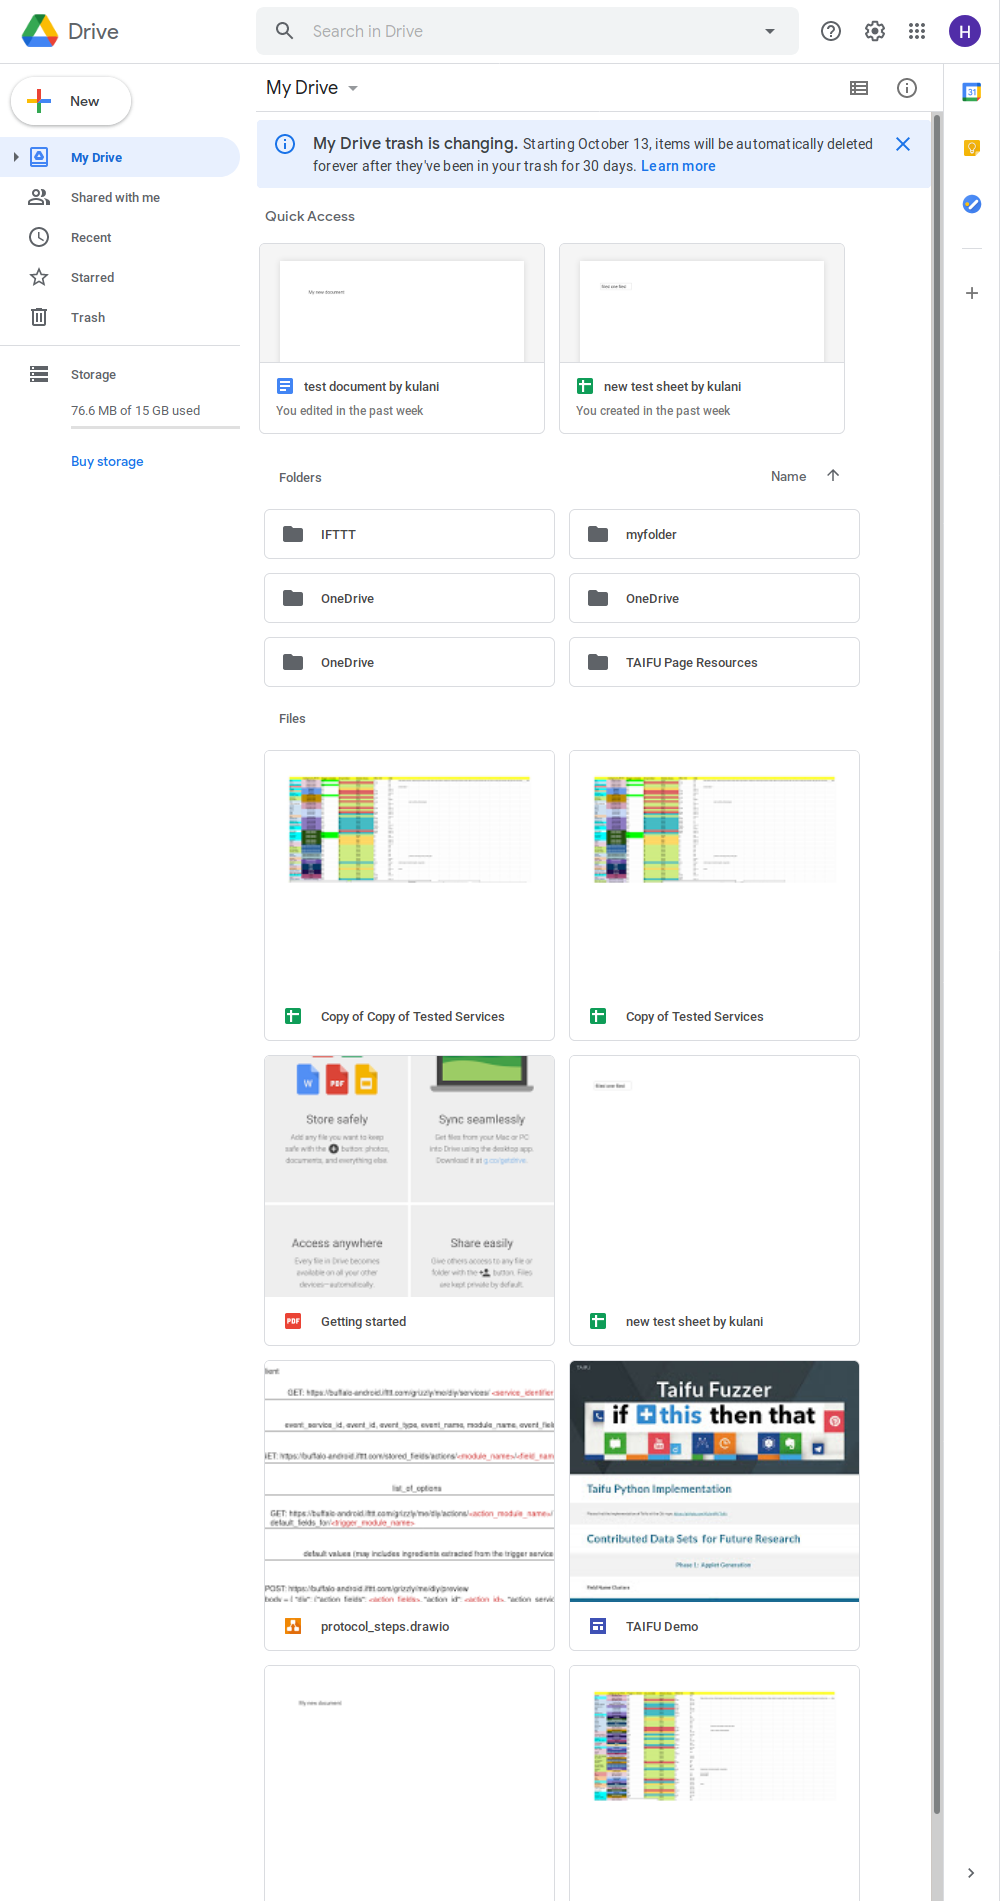 Drive
Search in Drive
H
New
My Drive
31
My Drive
My Drive trash is changing. Starting October 13, items will be automatically deleted
forever after they've been in your trash for 30 days. Learn more
Shared with me
Recent
Starred
Trash
Storage
76.6 MB of 15 GB used
Buy storage
Quick Access
My new document
test document by kulani
You edited in the past week
new test sheet by kulani
You created in the past week
Folders
Name
IFTTT
myfolder
OneDrive
OneDrive
OneDrive
TAIFU Page Resources
Files
Copy of Copy of Tested Services
Copy of Tested Services
W
PDF
Store safely
Add any file you want to keep
safe with the button: photos,
documents, and everything else.
Sync seamlessly
Get files from your Mac or PC
into Drive using the desktop app.
Download it at g.co/getdrive.
Access anywhere
Every file in Drive becomes
available on all your other
devices—automatically.
Share easily
Give others access to any file or
folder with the button. Files
are kept private by default.
PDF
Getting started
new test sheet by kulani
GET: https://buffalo-android.ifttt.com/grizzly/me/diy/services/ <service_identifier
event_service_id, event_id, event_type, event_name, module_name, event_fiel
GET: https://buffalo-android.ifttt.com/stored_fields/actions/<module_name>/<field_nam
list_of_options
GET: https://buffalo-android.ifttt.com/grizzly/me/diy/actions/<action_module_name>/
default_fields_for/<trigger_module_name>
default values (may includes ingredients extracted from the trigger service
POST: https://buffalo-android.ifttt.com/grizzly/me/diy/preview
body = { "diy": {"action_fields": <action_fields>, "action_id": <action_id>, "action_servic
protocol_steps.drawio
TAIFU
Taifu Fuzzer
if this then that
Taifu Python Implementation
Contributed Data Sets for Future Research
Phase 1: Applet Generation
Field Name Clusters
TAIFU Demo
My new document